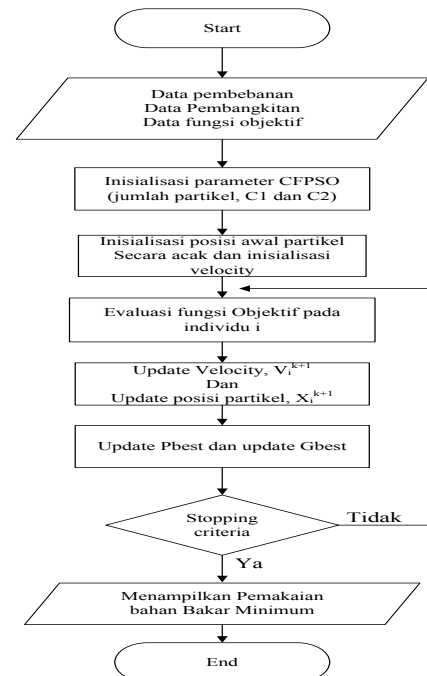 Start
Data pembebanan
Data Pembangkitan
Data fungsi objektif
Inisialisasi parameter CFPSO
(jumlah partikel, C1 dan C2)
Inisialisasi posisi awal partikel
Secara acak dan inisialisasi
velocity
Evaluasi fungsi Objektif pada
individu i
Update Velocity, Vᵢᵏ⁺¹
Dan
Update posisi partikel, Xᵢᵏ⁺¹
Update Pbest dan update Gbest
Stopping
criteria
Tidak
Ya
Menampilkan Pemakaian
bahan Bakar Minimum
End